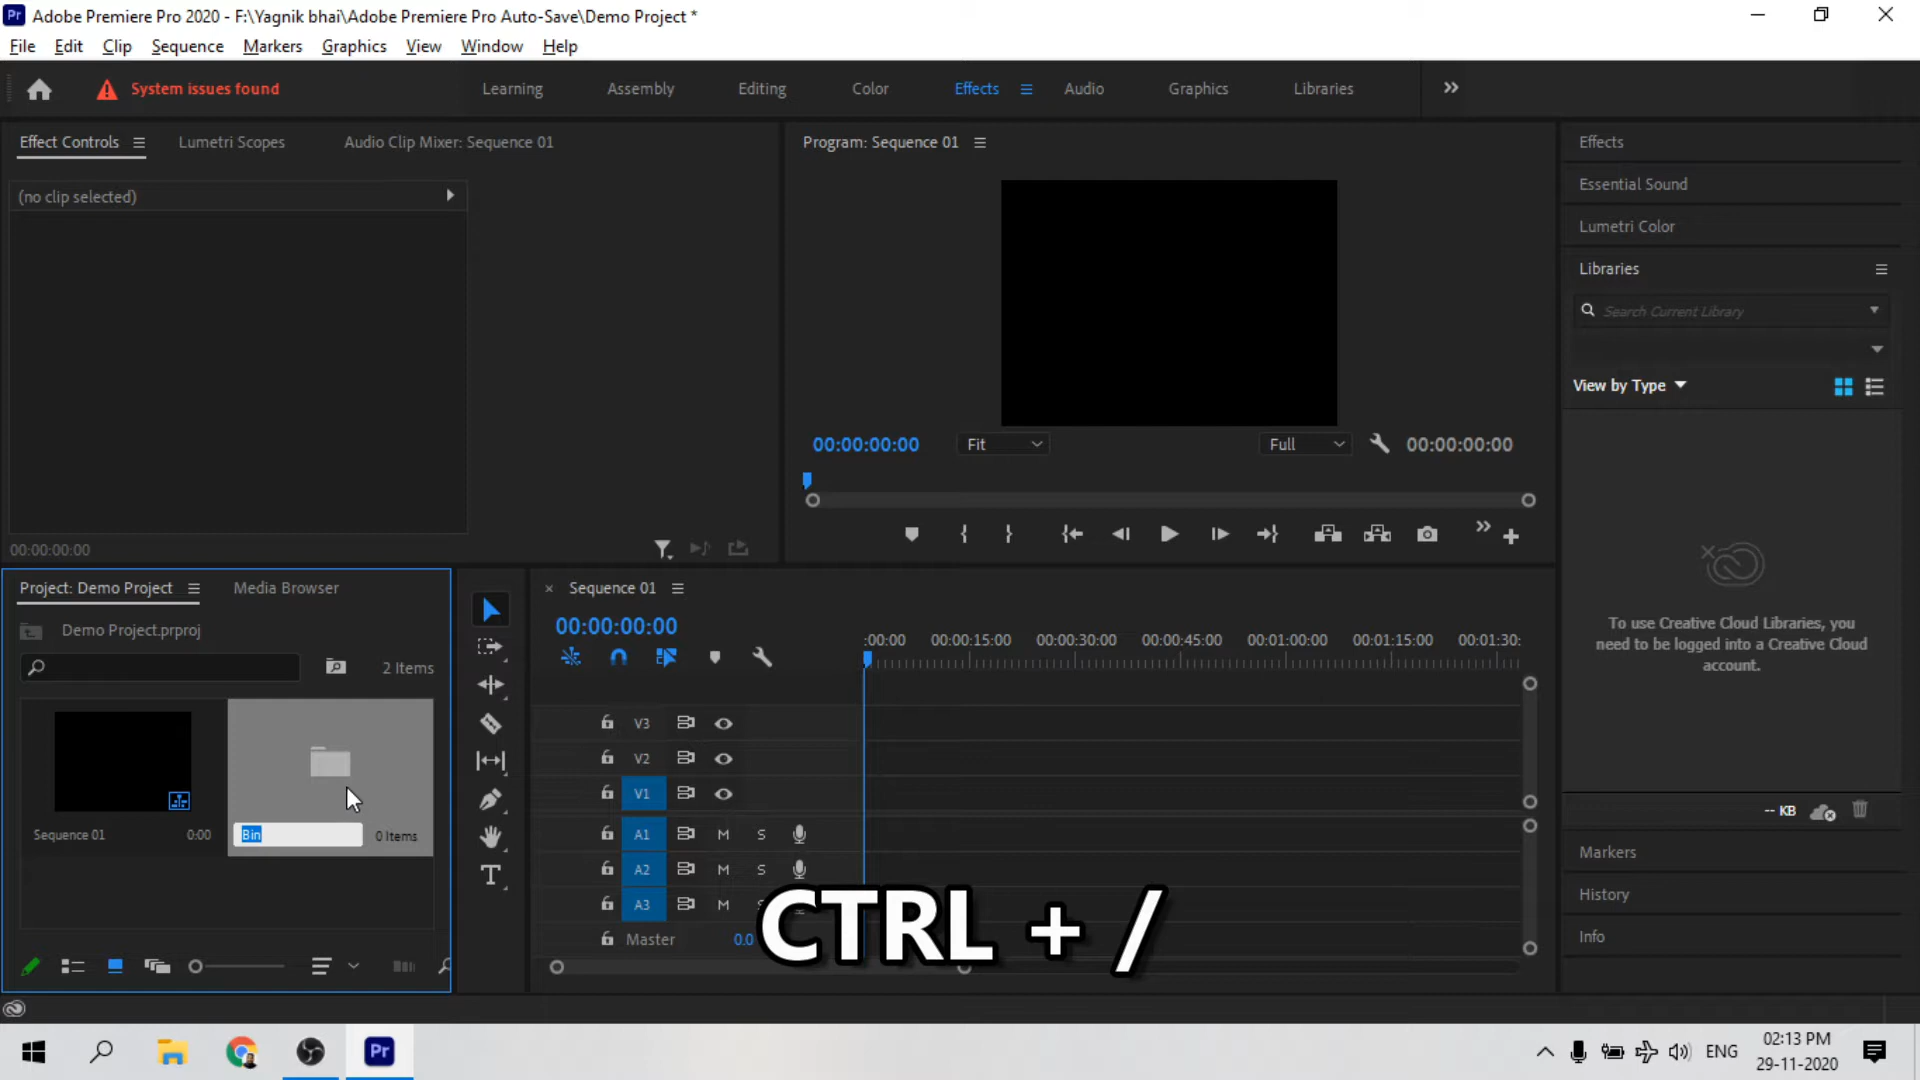 Pr Adobe Premiere Pro 2020 - F:\Yagnik bhai\Adobe Premiere Pro Auto-Save\Demo Project *
File Edit Clip Sequence Markers Graphics View Window Help
System issues found Learning Assembly Editing Color Effects Audio Graphics Libraries
Effect Controls Lumetri Scopes Audio Clip Mixer: Sequence 01
(no clip selected)
00:00:00:00
Program: Sequence 01
00:00:00:00 Fit Full 00:00:00:00
Effects
Essential Sound
Lumetri Color
Libraries
Search Current Library
View by Type
To use Creative Cloud Libraries, you
need to be logged into a Creative Cloud
account.
-- KB
Markers
History
Info
Project: Demo Project Media Browser
Demo Project.prproj
2 Items
Sequence 01 0:00 Bin 0 Items
Sequence 01
00:00:00:00
:00:00 00:00:15:00 00:00:30:00 00:00:45:00 00:01:00:00 00:01:15:00 00:01:30:
V3
V2
V1
A1 M S
A2 M S
A3 M
Master 0.0
CTRL + /
Pr ENG 02:13 PM
29-11-2020